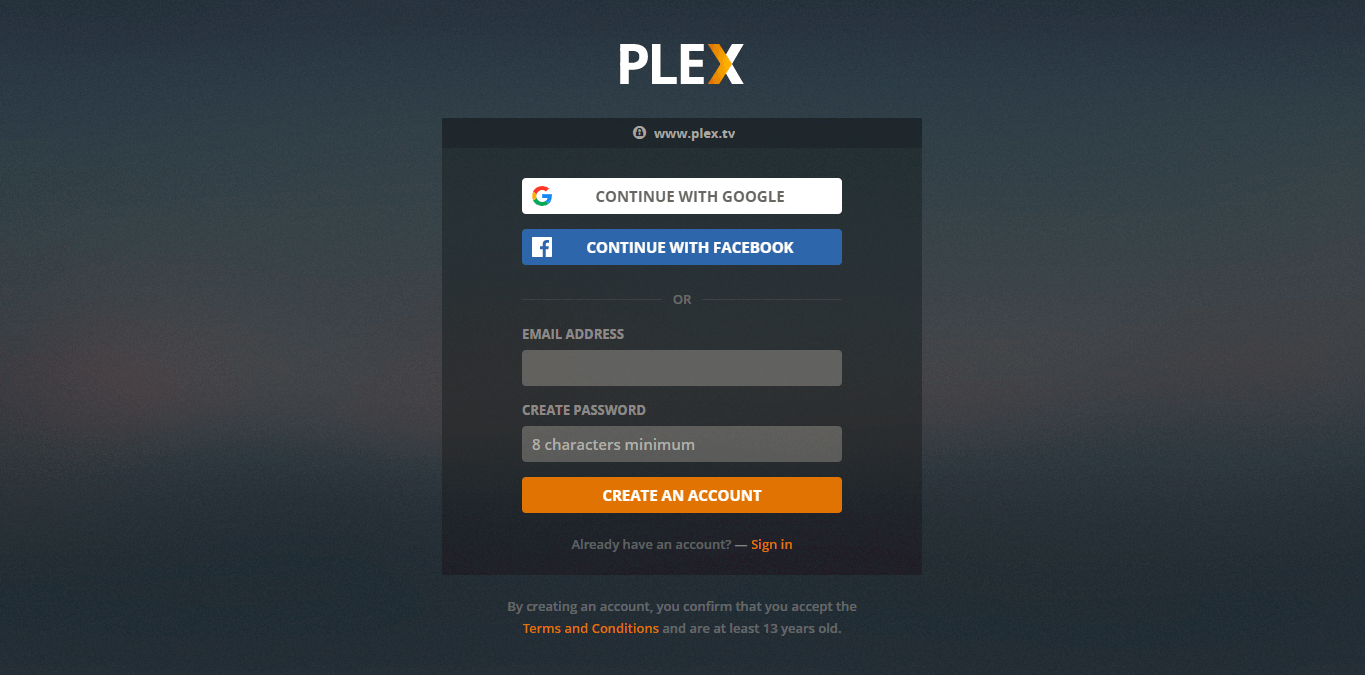 PLEX
www.plex.tv
CONTINUE WITH GOOGLE
CONTINUE WITH FACEBOOK
OR
EMAIL ADDRESS
CREATE PASSWORD
8 characters minimum
CREATE AN ACCOUNT
Already have an account? — Sign in
By creating an account, you confirm that you accept the
Terms and Conditions and are at least 13 years old.